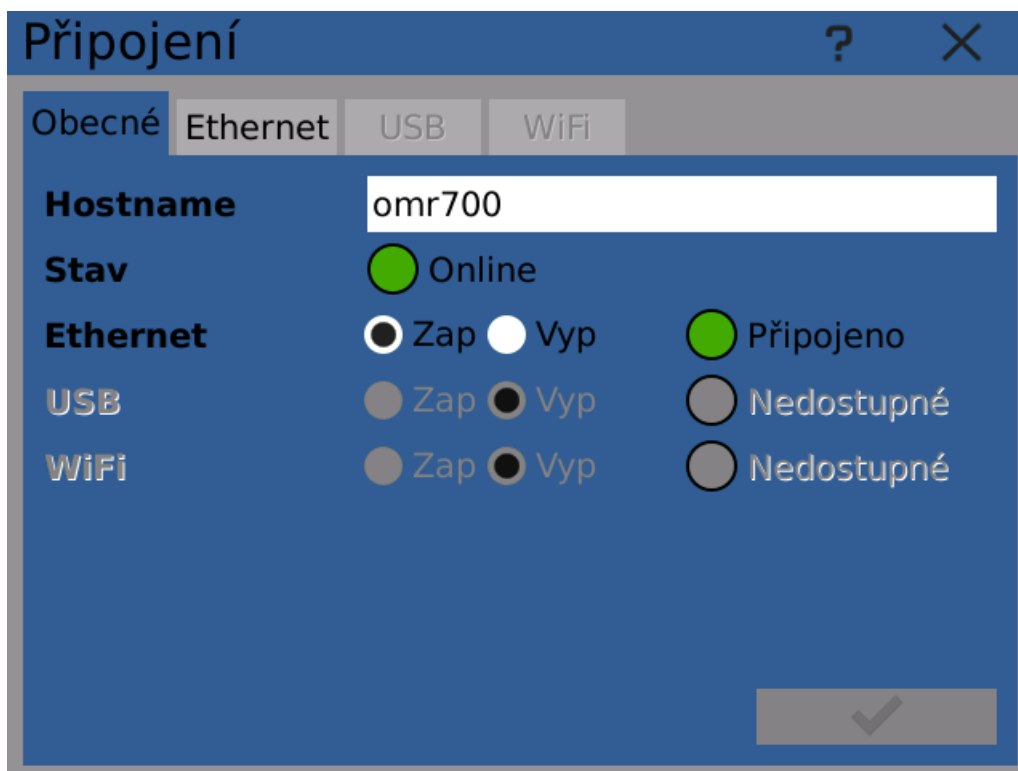 Připojení ?
Obecné Ethernet USB WiFi
Hostname omr700
Stav Online
Ethernet Zap Vyp Připojeno
USB Zap Vyp Nedostupné
WiFi Zap Vyp Nedostupné